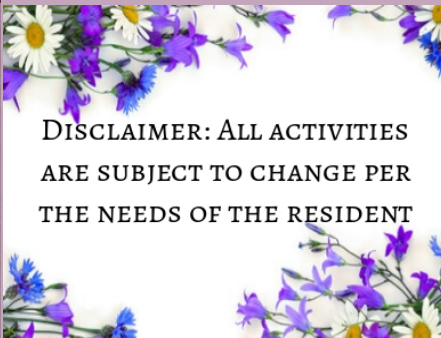 Disclaimer: All activities
are subject to change per
the needs of the resident